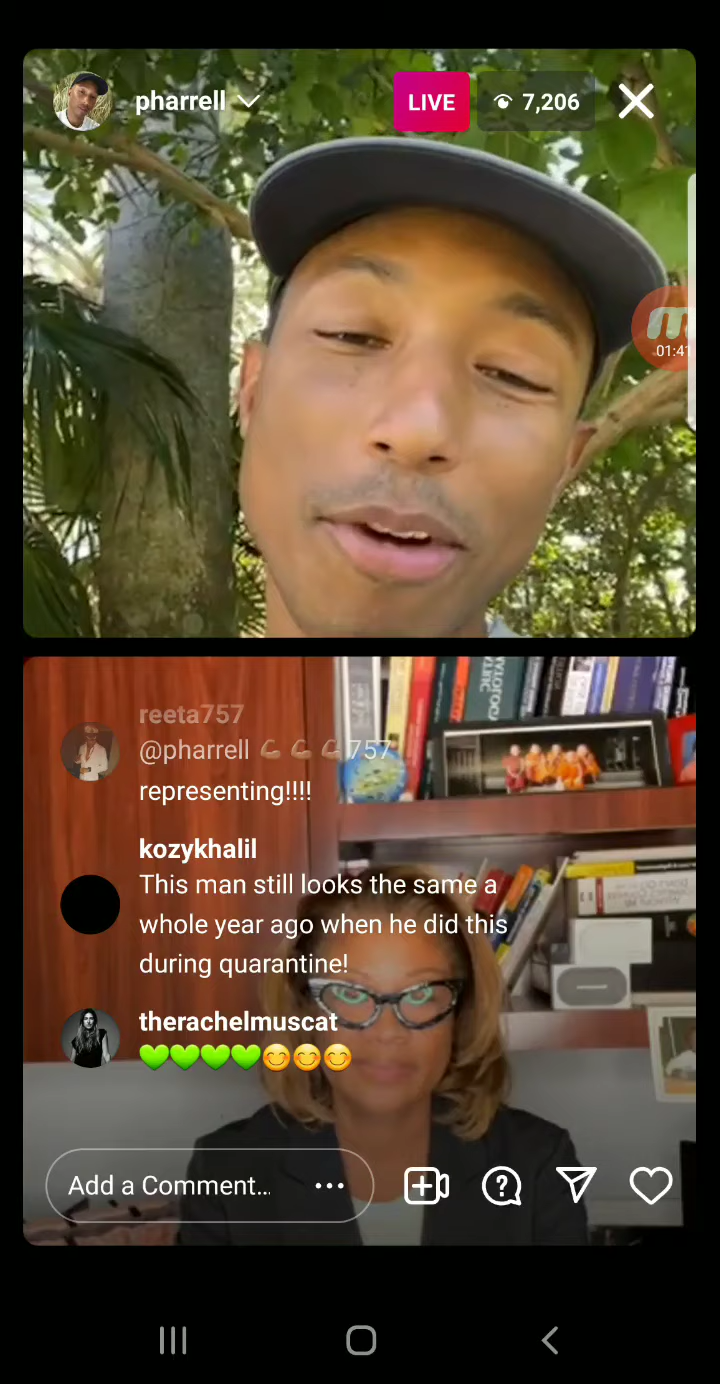 pharrell
LIVE
7,206
01:41
reeta757
@pharrell 💪 💪 💪 757
representing!!!!
kozykhalil
This man still looks the same a
whole year ago when he did this
during quarantine!
therachelmuscat
💚💚💚💚😊😊😊
Add a Comment...